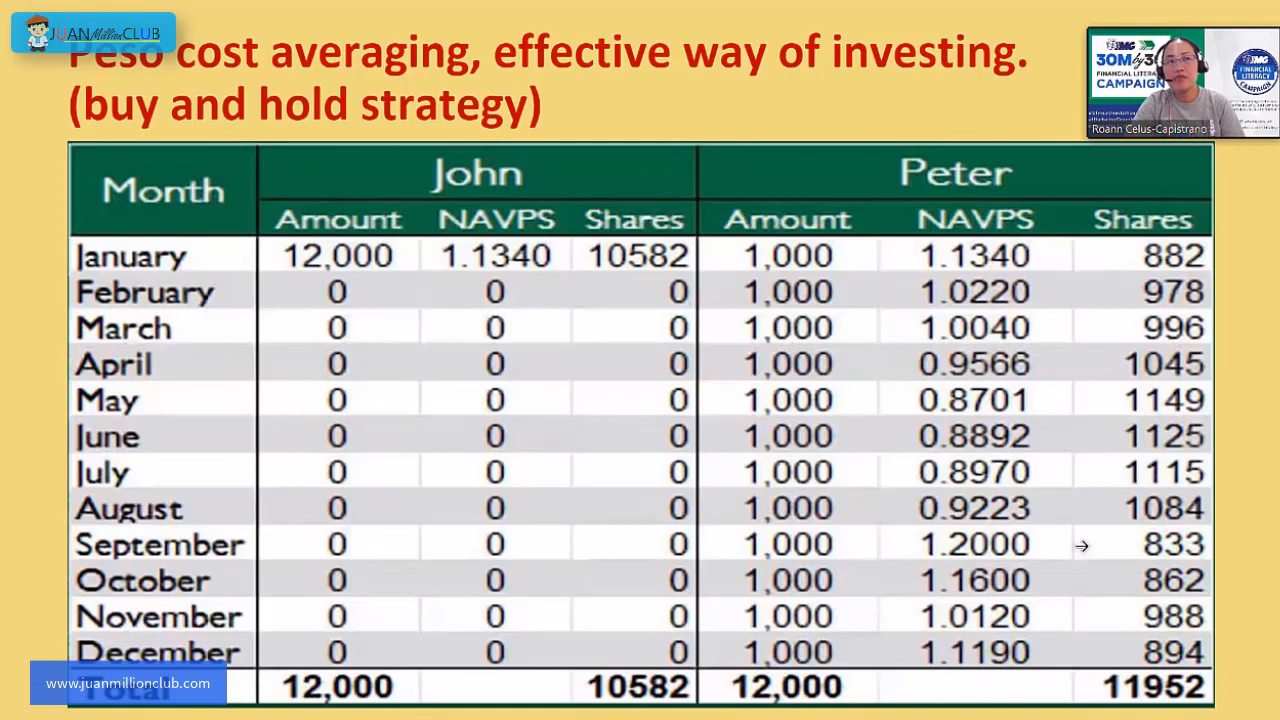 JUANMillionCLUB
Peso cost averaging, effective way of investing.
(buy and hold strategy)
IMG
30M by 30
FINANCIAL LITERA
CAMPAIGN
IMG
FINANCIAL
LITERACY
CAMPAIGN
Roann Celus-Capistrano
Month John Peter
Amount NAVPS Shares Amount NAVPS Shares
January 12,000 1.1340 10582 1,000 1.1340 882
February 0 0 0 1,000 1.0220 978
March 0 0 0 1,000 1.0040 996
April 0 0 0 1,000 0.9566 1045
May 0 0 0 1,000 0.8701 1149
June 0 0 0 1,000 0.8892 1125
July 0 0 0 1,000 0.8970 1115
August 0 0 0 1,000 0.9223 1084
September 0 0 0 1,000 1.2000 833
October 0 0 0 1,000 1.1600 862
November 0 0 0 1,000 1.0120 988
December 0 0 0 1,000 1.1190 894
Total 12,000 10582 12,000 11952
www.juanmillionclub.com